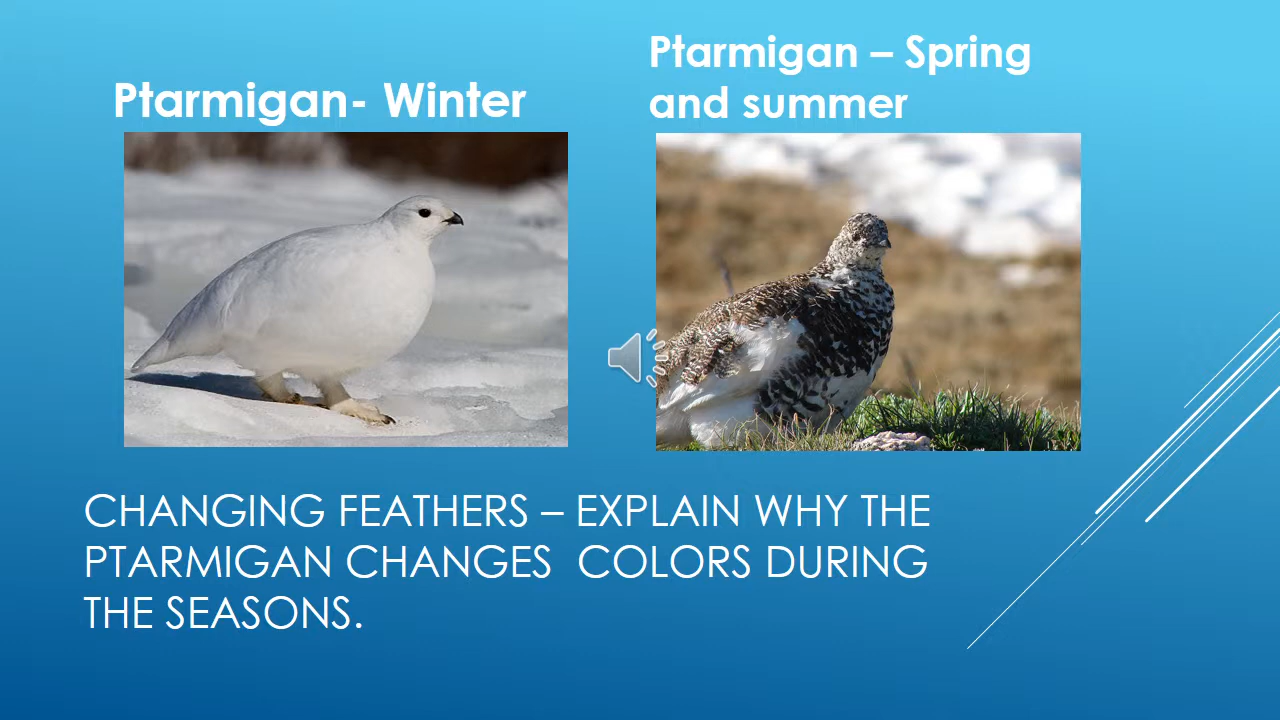 Ptarmigan- Winter
Ptarmigan – Spring
and summer
CHANGING FEATHERS – EXPLAIN WHY THE
PTARMIGAN CHANGES  COLORS DURING
THE SEASONS.